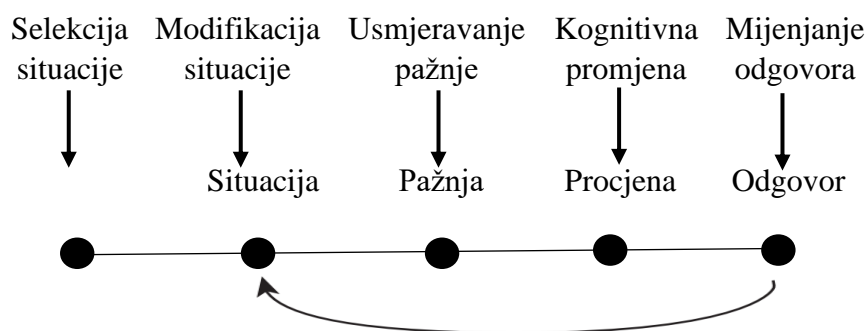 Selekcija Modifikacija Usmjeravanje Kognitivna Mijenjanje
situacije situacije pažnje promjena odgovora
Situacija Pažnja Procjena Odgovor